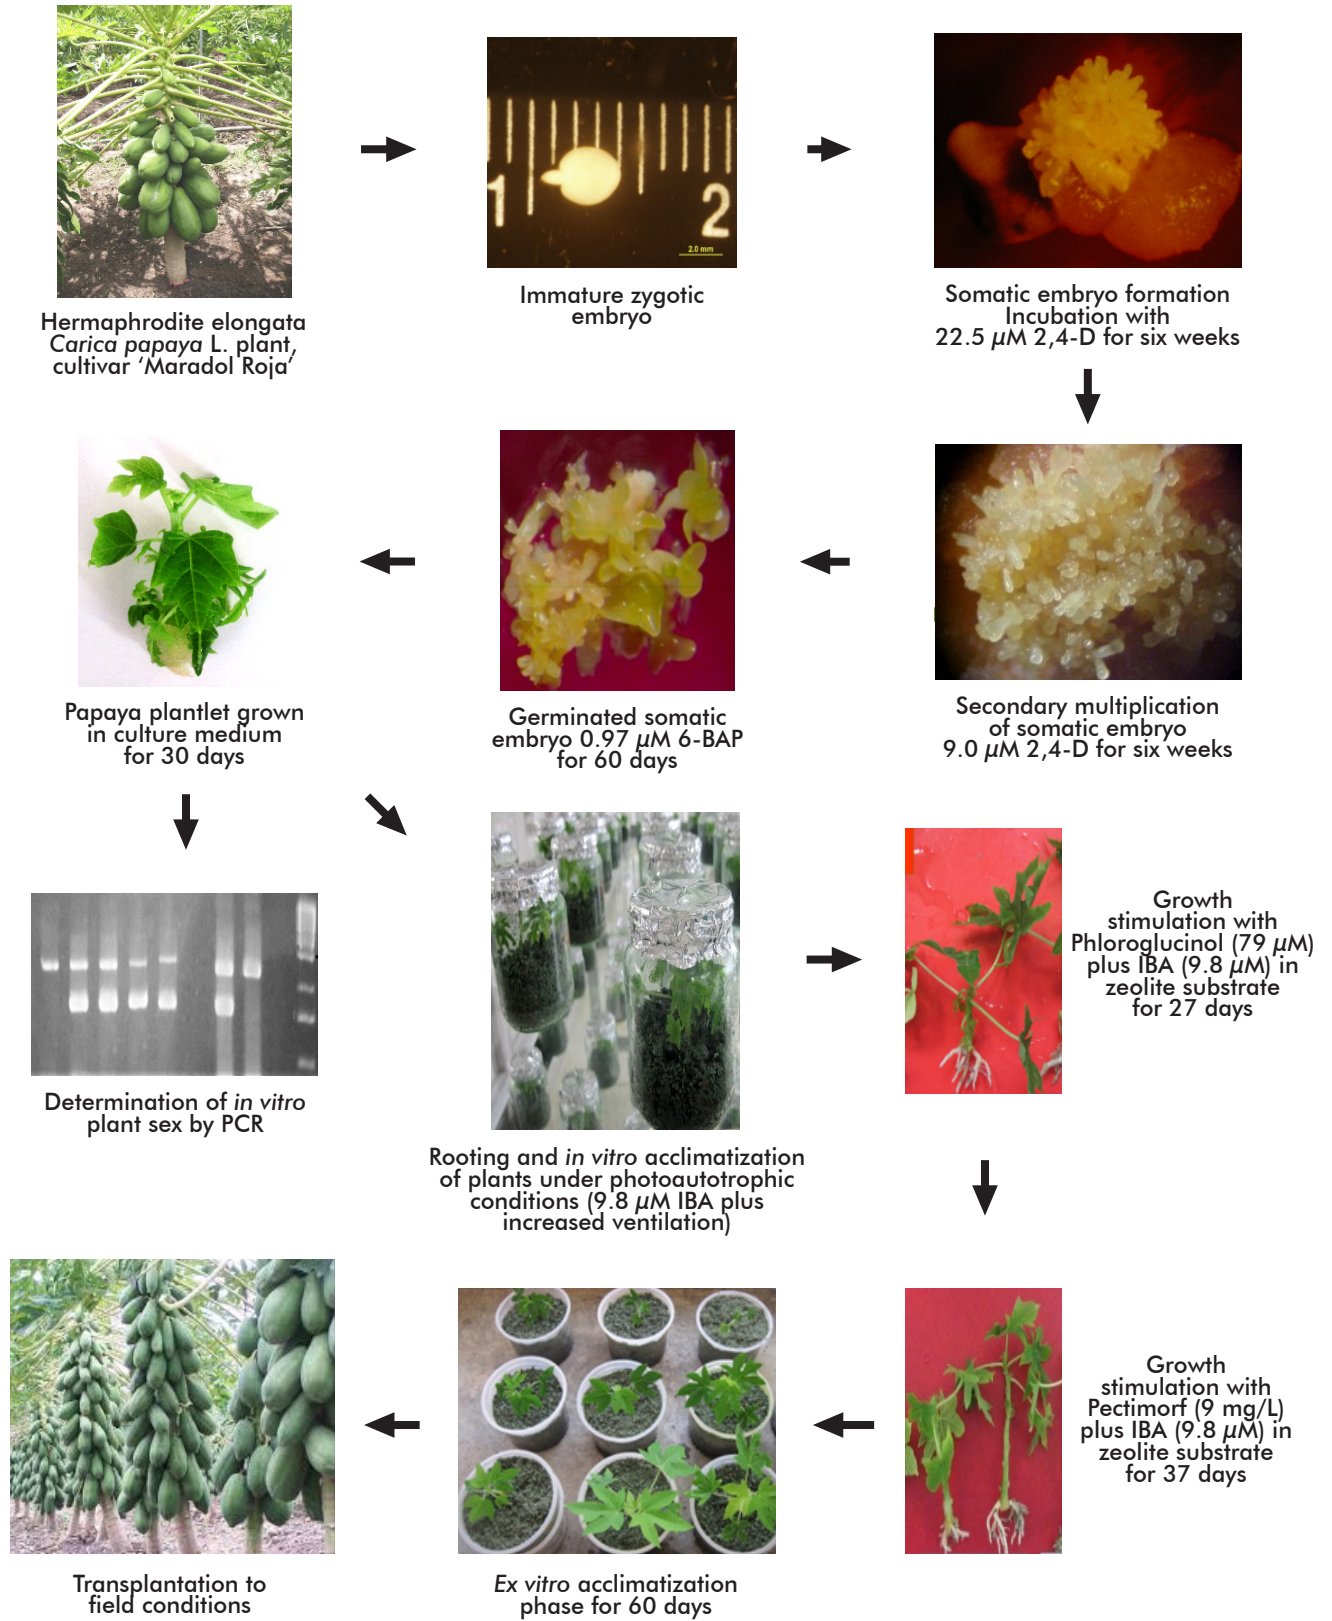 1
2
2.0 mm
Hermaphrodite elongata
Carica papaya L. plant,
cultivar ‘Maradol Roja’
Immature zygotic
embryo
Somatic embryo formation
Incubation with
22.5 µM 2,4-D for six weeks
Papaya plantlet grown
in culture medium
for 30 days
Germinated somatic
embryo 0.97 µM 6-BAP
for 60 days
Secondary multiplication
of somatic embryo
9.0 µM 2,4-D for six weeks
Determination of in vitro
plant sex by PCR
Rooting and in vitro acclimatization
of plants under photoautotrophic
conditions (9.8 µM IBA plus
increased ventilation)
Growth
stimulation with
Phloroglucinol (79 µM)
plus IBA (9.8 µM) in
zeolite substrate
for 27 days
Growth
stimulation with
Pectimorf (9 mg/L)
plus IBA (9.8 µM) in
zeolite substrate
for 37 days
Ex vitro acclimatization
phase for 60 days
Transplantation to
field conditions